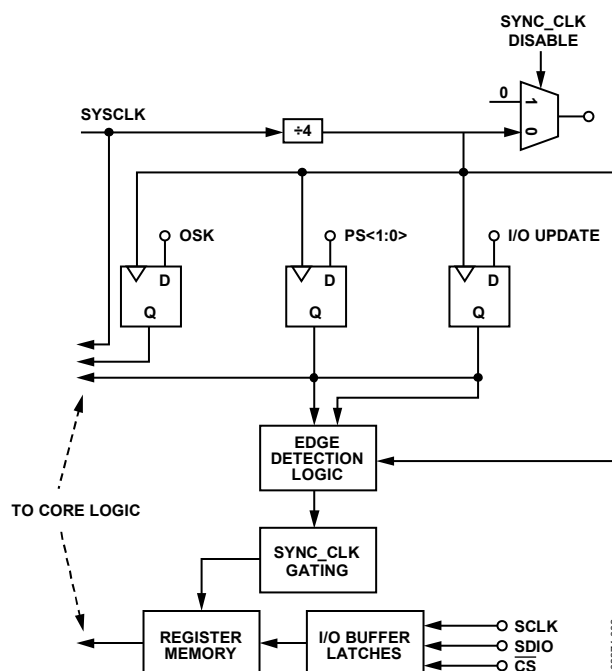 SYNC_CLK
DISABLE
0
1
0
SYSCLK
÷4
OSK
PS<1:0>
I/O UPDATE
D
Q
D
Q
D
Q
EDGE
DETECTION
LOGIC
TO CORE LOGIC
SYNC_CLK
GATING
REGISTER
MEMORY
I/O BUFFER
LATCHES
SCLK
SDIO
CS